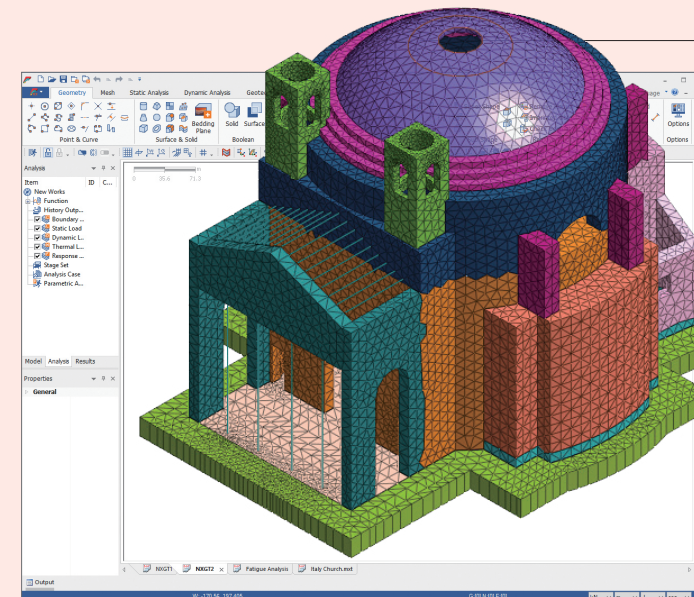 Geometry Mesh Static Analysis Dynamic Analysis
Bedding Plane
Solid Surface
Options
Options
Point & Curve Surface & Solid Boolean
Analysis
Item ID C...
0 35.6 71.3
New Works
Function
History Outp...
Boundary ...
Static Load
Dynamic L...
Thermal L...
Response ...
Stage Set
Analysis Case
Parametric A...
Model Analysis Results
Properties
General
NXGT1 NXGT2 Fatigue Analysis Italy Church.mxt
Output